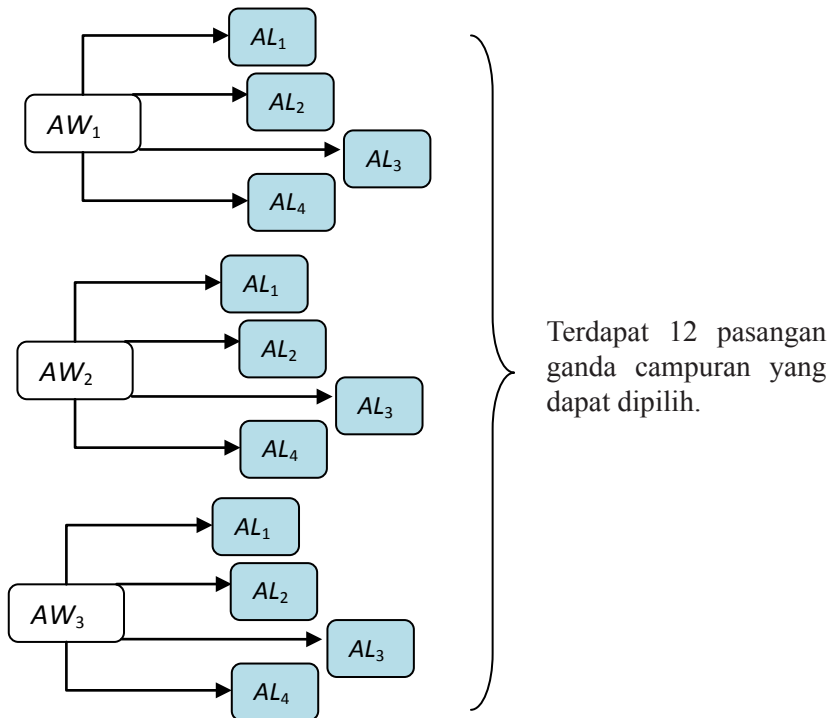 AL₁
AL₂
AW₁
AL₃
AL₄
AL₁
AL₂
AW₂
AL₃
AL₄
AL₁
AL₂
AW₃
AL₃
AL₄
Terdapat 12 pasangan
ganda campuran yang
dapat dipilih.